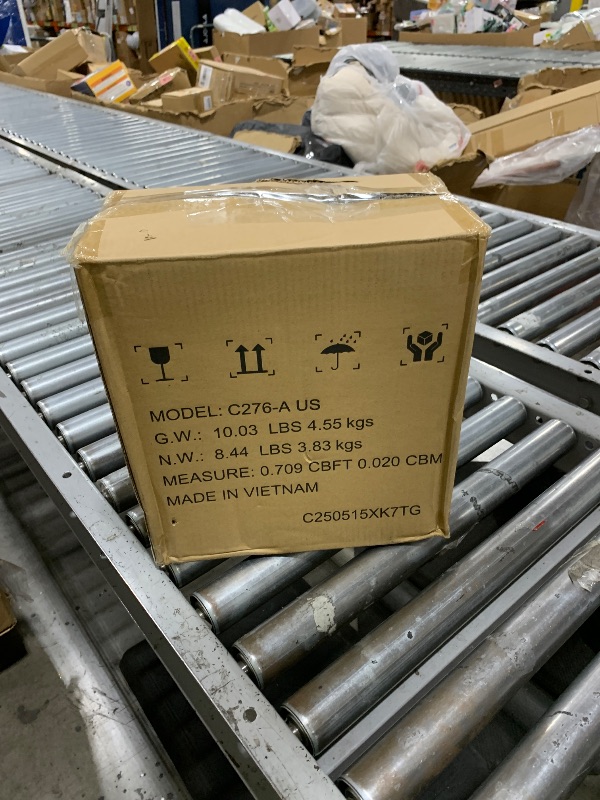 MODEL: C276-A US
G.W.: 10.03 LBS 4.55 kgs
N.W.: 8.44 LBS 3.83 kgs
MEASURE: 0.709 CBFT 0.020 CBM
MADE IN VIETNAM
C250515XK7TG